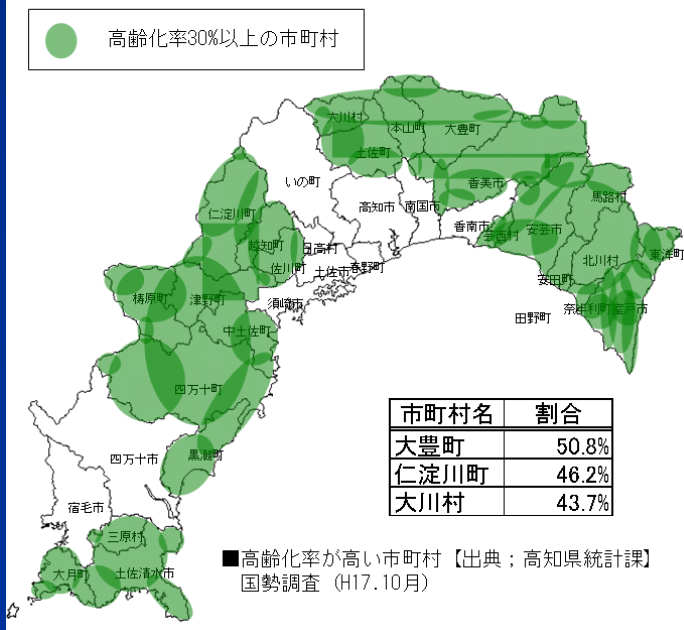 高齢化率30%以上の市町村
大川村
本山町
大豊町
土佐町
いの町
香美市
馬路村
高知市
南国市
仁淀川町
香南市
芸西村
安芸市
越知町
日高村
佐川町
土佐市
春野町
北川村
東洋町
安田町
梼原町
津野町
須崎市
田野町
奈半利町
室戸市
中土佐町
四万十町
四万十市
黒潮町
宿毛市
三原村
大月町
土佐清水市
市町村名 割合
大豊町 50.8%
仁淀川町 46.2%
大川村 43.7%
■高齢化率が高い市町村【出典;高知県統計課】
国勢調査(H17.10月)